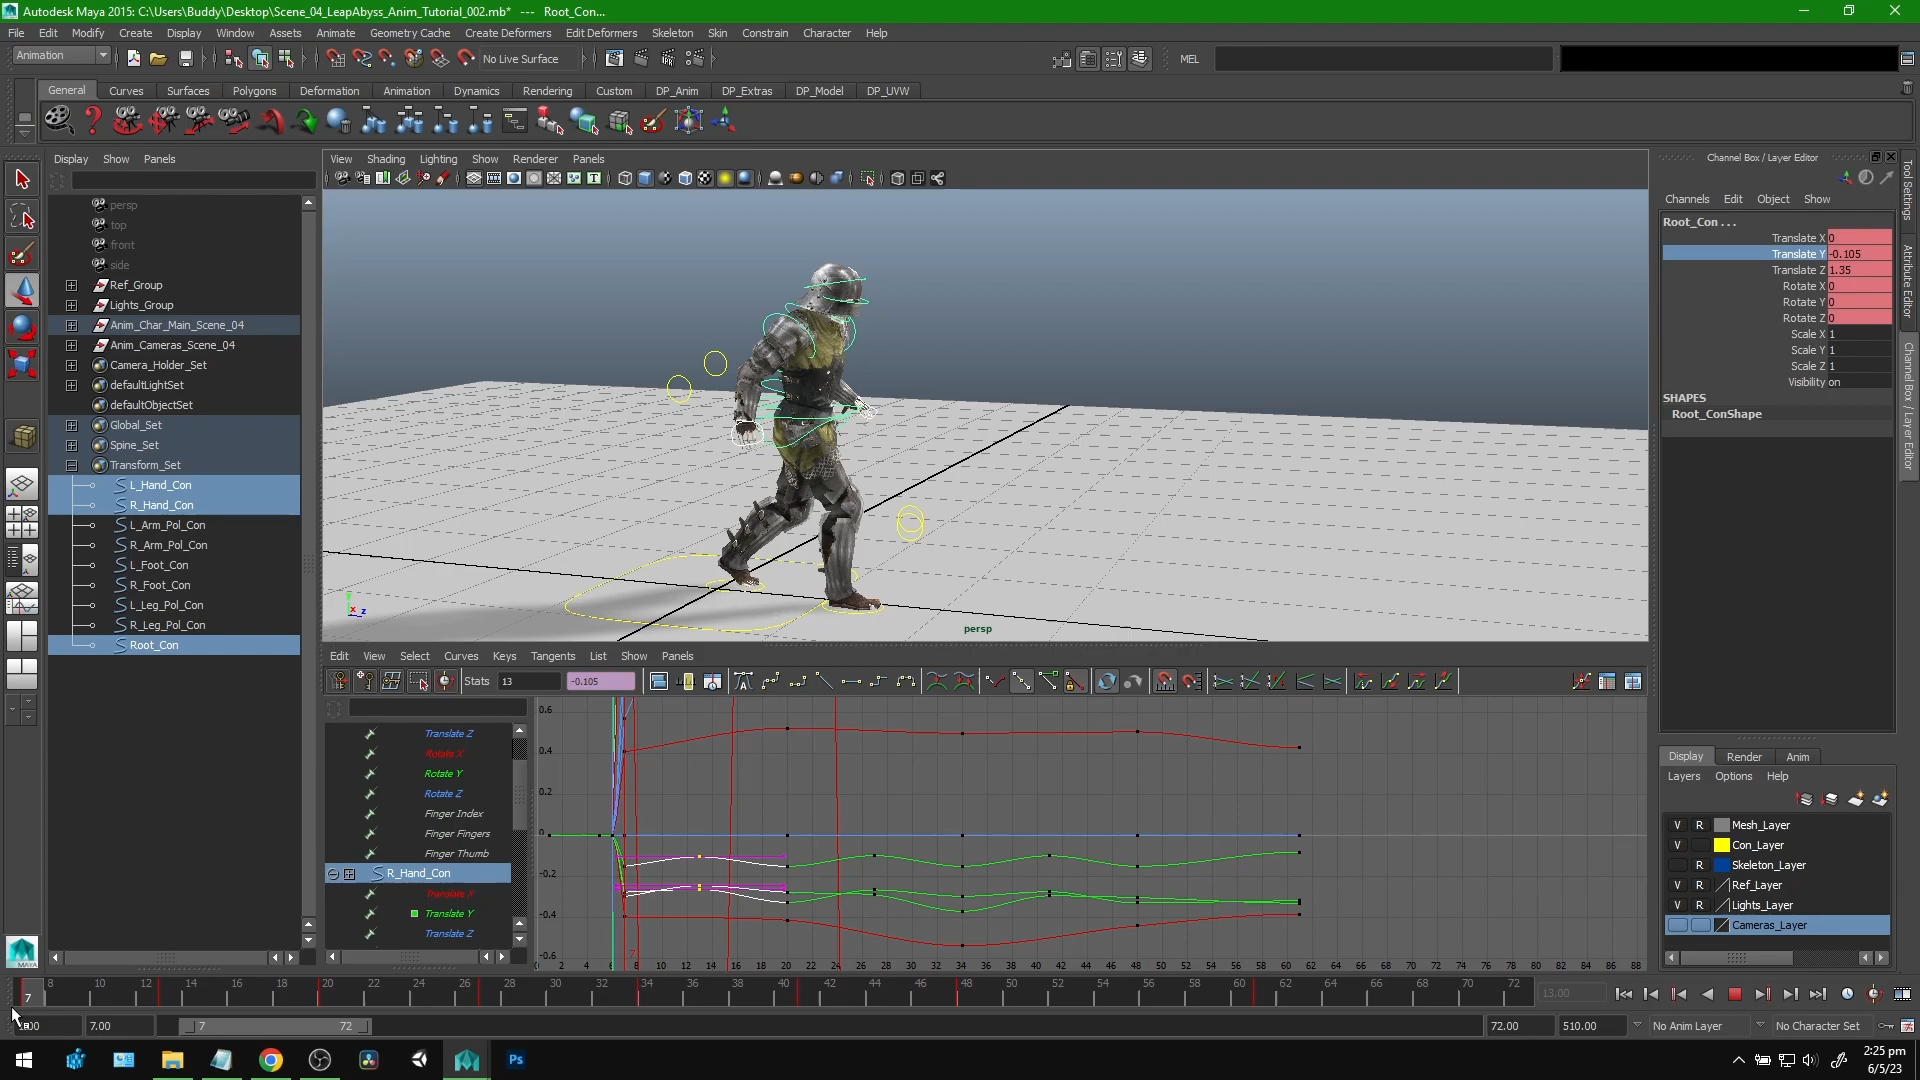 Autodesk Maya 2015: C:\Users\Buddy\Desktop\Scene_04_LeapAbyss_Anim_Tutorial_002.mb* --- Root_Con...
File Edit Modify Create Display Window Assets Animate Geometry Cache Create Deformers Edit Deformers Skeleton Skin Constrain Character Help
Animation No Live Surface MEL
General Curves Surfaces Polygons Deformation Animation Dynamics Rendering Custom DP_Anim DP_Extras DP_Model DP_UVW
Display Show Panels
persp
top
front
side
Ref_Group
Lights_Group
Anim_Char_Main_Scene_04
Anim_Cameras_Scene_04
Camera_Holder_Set
defaultLightSet
defaultObjectSet
Global_Set
Spine_Set
Transform_Set
L_Hand_Con
R_Hand_Con
L_Arm_Pol_Con
R_Arm_Pol_Con
L_Foot_Con
R_Foot_Con
L_Leg_Pol_Con
R_Leg_Pol_Con
Root_Con
View Shading Lighting Show Renderer Panels
persp
Edit View Select Curves Keys Tangents List Show Panels
Stats 13 -0.105
Translate Z
Rotate X
Rotate Y
Rotate Z
Finger Index
Finger Fingers
Finger Thumb
R_Hand_Con
Translate X
Translate Y
Translate Z
0.6
0.4
0.2
0
-0.2
-0.4
-0.6
7
2 4 6 8 10 12 14 16 18 20 22 24 26 28 30 32 34 36 38 40 42 44 46 48 50 52 54 56 58 60 62 64 66 68 70 72 74 76 78 80 82 84 86 88
Channel Box / Layer Editor
Channels Edit Object Show
Root_Con . . .
Translate X 0
Translate Y -0.105
Translate Z 1.35
Rotate X 0
Rotate Y 0
Rotate Z 0
Scale X 1
Scale Y 1
Scale Z 1
Visibility on
SHAPES
Root_ConShape
Tool Settings
Attribute Editor
Channel Box / Layer Editor
Display Render Anim
Layers Options Help
V R Mesh_Layer
V Con_Layer
R Skeleton_Layer
V R Ref_Layer
V R Lights_Layer
Cameras_Layer
MAYA
7 8 10 12 14 16 18 20 22 24 26 28 30 32 34 36 38 40 42 44 46 48 50 52 54 56 58 60 62 64 66 68 70 72 13.00
7.00 7 72 72.00 510.00 No Anim Layer No Character Set
Ps
2:25 pm
6/5/23